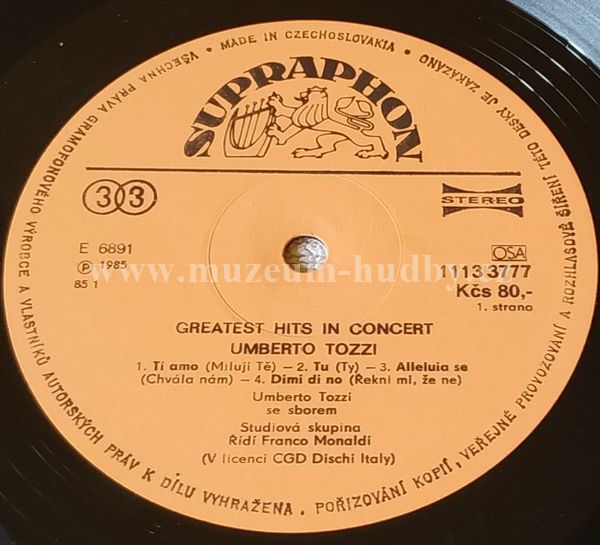 VŠECHNA PRÁVA GRAMOFONOVÉHO VÝROBCE A VLASTNÍKŮ AUTORSKÝCH PRÁV K DÍLU VYHRAŽENA. POŘIZOVÁNÍ KOPIÍ, VEŘEJNÉ PROVOZOVÁNÍ A ROZHLASOVÉ ŠÍŘENÍ TÉTO DESKY JE ZAKÁZÁNO • MADE IN CZECHOSLOVAKIA •
SUPRAPHON
33
STEREO
E 6891
Ⓟ 1985
85 1
OSA
1113 3777
Kčs 80,-
1. strana
www.muzeum-hudby.cz
GREATEST HITS IN CONCERT
UMBERTO TOZZI
1. Ti amo (Miluji Tě) – 2. Tu (Ty) – 3. Alleluia se
(Chvála nám) – 4. Dimi di no (Řekni mi, že ne)
Umberto Tozzi
se sborem
Studiová skupina
Řídí Franco Monaldi
(V licenci CGD Dischi Italy)